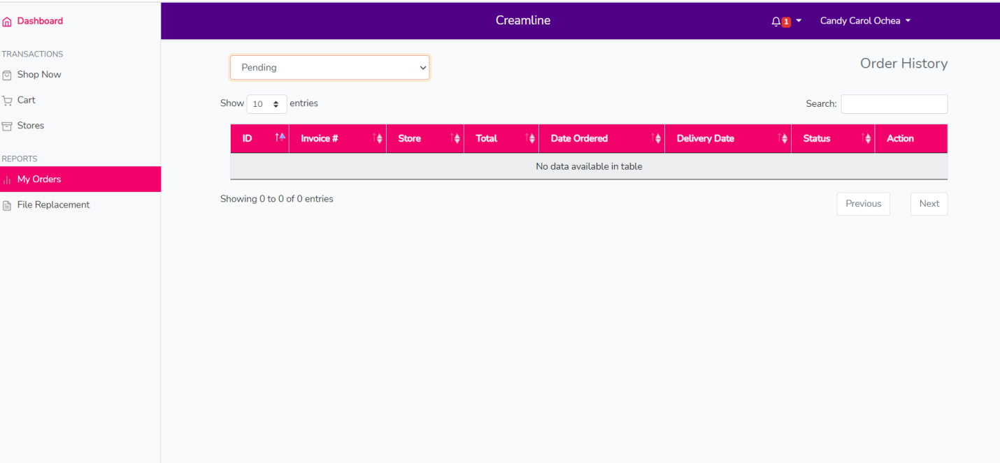 Dashboard
Creamline
1
Candy Carol Ochea
TRANSACTIONS
Shop Now
Cart
Stores
REPORTS
My Orders
File Replacement
Pending
Order History
Show 10 entries
Search:
ID Invoice # Store Total Date Ordered Delivery Date Status Action
No data available in table
Showing 0 to 0 of 0 entries
Previous Next